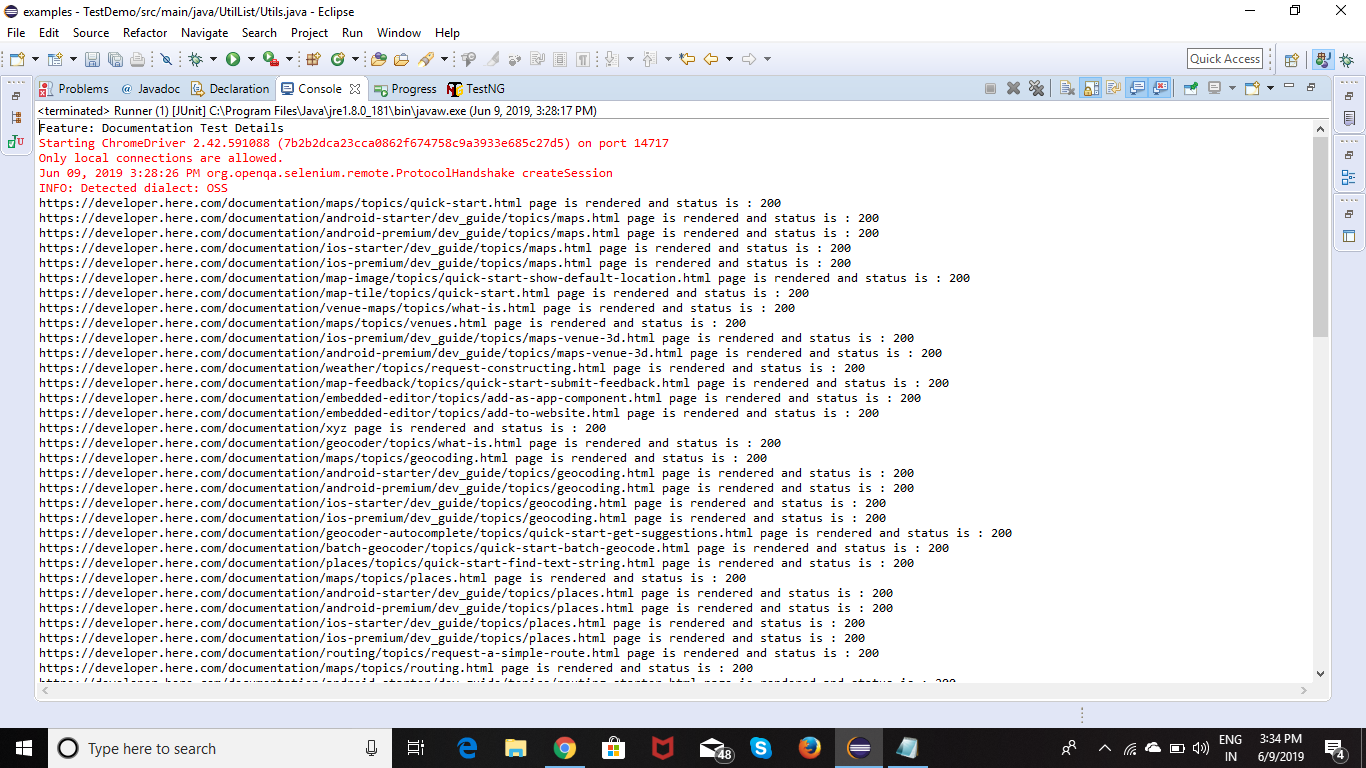 examples - TestDemo/src/main/java/UtilList/Utils.java - Eclipse
File Edit Source Refactor Navigate Search Project Run Window Help
Quick Access
Problems @ Javadoc Declaration Console Progress TestNG
<terminated> Runner (1) [JUnit] C:\Program Files\Java\jre1.8.0_181\bin\javaw.exe (Jun 9, 2019, 3:28:17 PM)
Feature: Documentation Test Details
Starting ChromeDriver 2.42.591088 (7b2b2dca23cca0862f674758c9a3933e685c27d5) on port 14717
Only local connections are allowed.
Jun 09, 2019 3:28:26 PM org.openqa.selenium.remote.ProtocolHandshake createSession
INFO: Detected dialect: OSS
https://developer.here.com/documentation/maps/topics/quick-start.html page is rendered and status is : 200
https://developer.here.com/documentation/android-starter/dev_guide/topics/maps.html page is rendered and status is : 200
https://developer.here.com/documentation/android-premium/dev_guide/topics/maps.html page is rendered and status is : 200
https://developer.here.com/documentation/ios-starter/dev_guide/topics/maps.html page is rendered and status is : 200
https://developer.here.com/documentation/ios-premium/dev_guide/topics/maps.html page is rendered and status is : 200
https://developer.here.com/documentation/map-image/topics/quick-start-show-default-location.html page is rendered and status is : 200
https://developer.here.com/documentation/map-tile/topics/quick-start.html page is rendered and status is : 200
https://developer.here.com/documentation/venue-maps/topics/what-is.html page is rendered and status is : 200
https://developer.here.com/documentation/maps/topics/venues.html page is rendered and status is : 200
https://developer.here.com/documentation/ios-premium/dev_guide/topics/maps-venue-3d.html page is rendered and status is : 200
https://developer.here.com/documentation/android-premium/dev_guide/topics/maps-venue-3d.html page is rendered and status is : 200
https://developer.here.com/documentation/weather/topics/request-constructing.html page is rendered and status is : 200
https://developer.here.com/documentation/map-feedback/topics/quick-start-submit-feedback.html page is rendered and status is : 200
https://developer.here.com/documentation/embedded-editor/topics/add-as-app-component.html page is rendered and status is : 200
https://developer.here.com/documentation/embedded-editor/topics/add-to-website.html page is rendered and status is : 200
https://developer.here.com/documentation/xyz page is rendered and status is : 200
https://developer.here.com/documentation/geocoder/topics/what-is.html page is rendered and status is : 200
https://developer.here.com/documentation/maps/topics/geocoding.html page is rendered and status is : 200
https://developer.here.com/documentation/android-starter/dev_guide/topics/geocoding.html page is rendered and status is : 200
https://developer.here.com/documentation/android-premium/dev_guide/topics/geocoding.html page is rendered and status is : 200
https://developer.here.com/documentation/ios-starter/dev_guide/topics/geocoding.html page is rendered and status is : 200
https://developer.here.com/documentation/ios-premium/dev_guide/topics/geocoding.html page is rendered and status is : 200
https://developer.here.com/documentation/geocoder-autocomplete/topics/quick-start-get-suggestions.html page is rendered and status is : 200
https://developer.here.com/documentation/batch-geocoder/topics/quick-start-batch-geocode.html page is rendered and status is : 200
https://developer.here.com/documentation/places/topics/quick-start-find-text-string.html page is rendered and status is : 200
https://developer.here.com/documentation/maps/topics/places.html page is rendered and status is : 200
https://developer.here.com/documentation/android-starter/dev_guide/topics/places.html page is rendered and status is : 200
https://developer.here.com/documentation/android-premium/dev_guide/topics/places.html page is rendered and status is : 200
https://developer.here.com/documentation/ios-starter/dev_guide/topics/places.html page is rendered and status is : 200
https://developer.here.com/documentation/ios-premium/dev_guide/topics/places.html page is rendered and status is : 200
https://developer.here.com/documentation/routing/topics/request-a-simple-route.html page is rendered and status is : 200
https://developer.here.com/documentation/maps/topics/routing.html page is rendered and status is : 200
Type here to search
48
ENG
IN
3:34 PM
6/9/2019
4